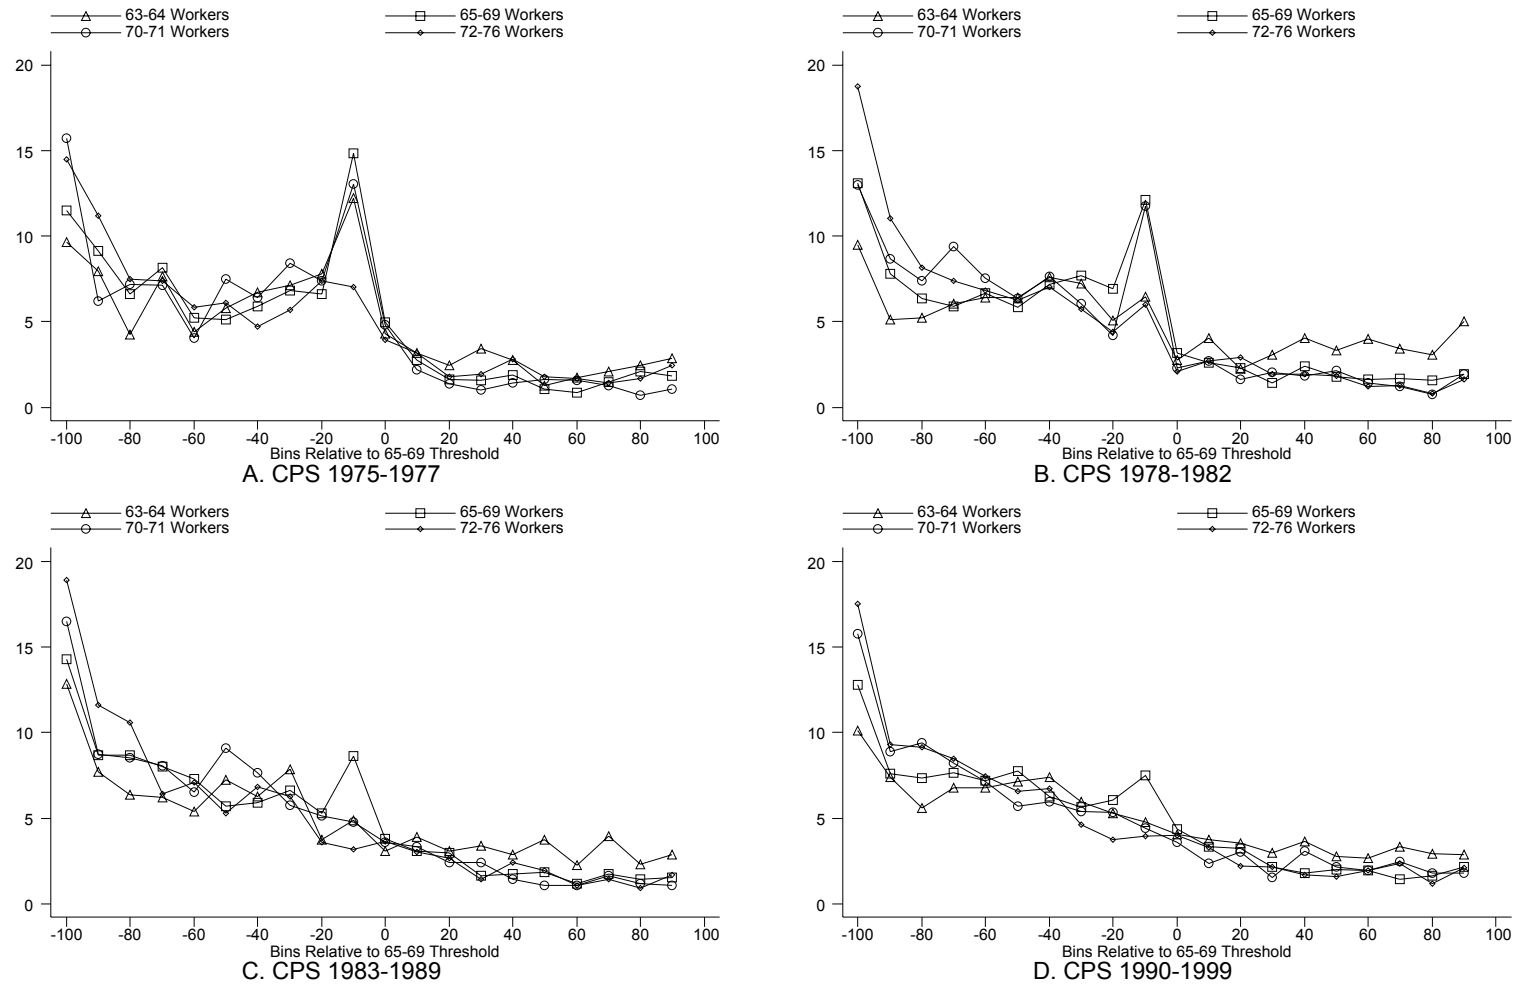 63-64 Workers 65-69 Workers
70-71 Workers 72-76 Workers
20
15
10
5
0
-100 -80 -60 -40 -20 0 20 40 60 80 100
Bins Relative to 65-69 Threshold
A. CPS 1975-1977
63-64 Workers 65-69 Workers
70-71 Workers 72-76 Workers
20
15
10
5
0
-100 -80 -60 -40 -20 0 20 40 60 80 100
Bins Relative to 65-69 Threshold
B. CPS 1978-1982
63-64 Workers 65-69 Workers
70-71 Workers 72-76 Workers
20
15
10
5
0
-100 -80 -60 -40 -20 0 20 40 60 80 100
Bins Relative to 65-69 Threshold
C. CPS 1983-1989
63-64 Workers 65-69 Workers
70-71 Workers 72-76 Workers
20
15
10
5
0
-100 -80 -60 -40 -20 0 20 40 60 80 100
Bins Relative to 65-69 Threshold
D. CPS 1990-1999